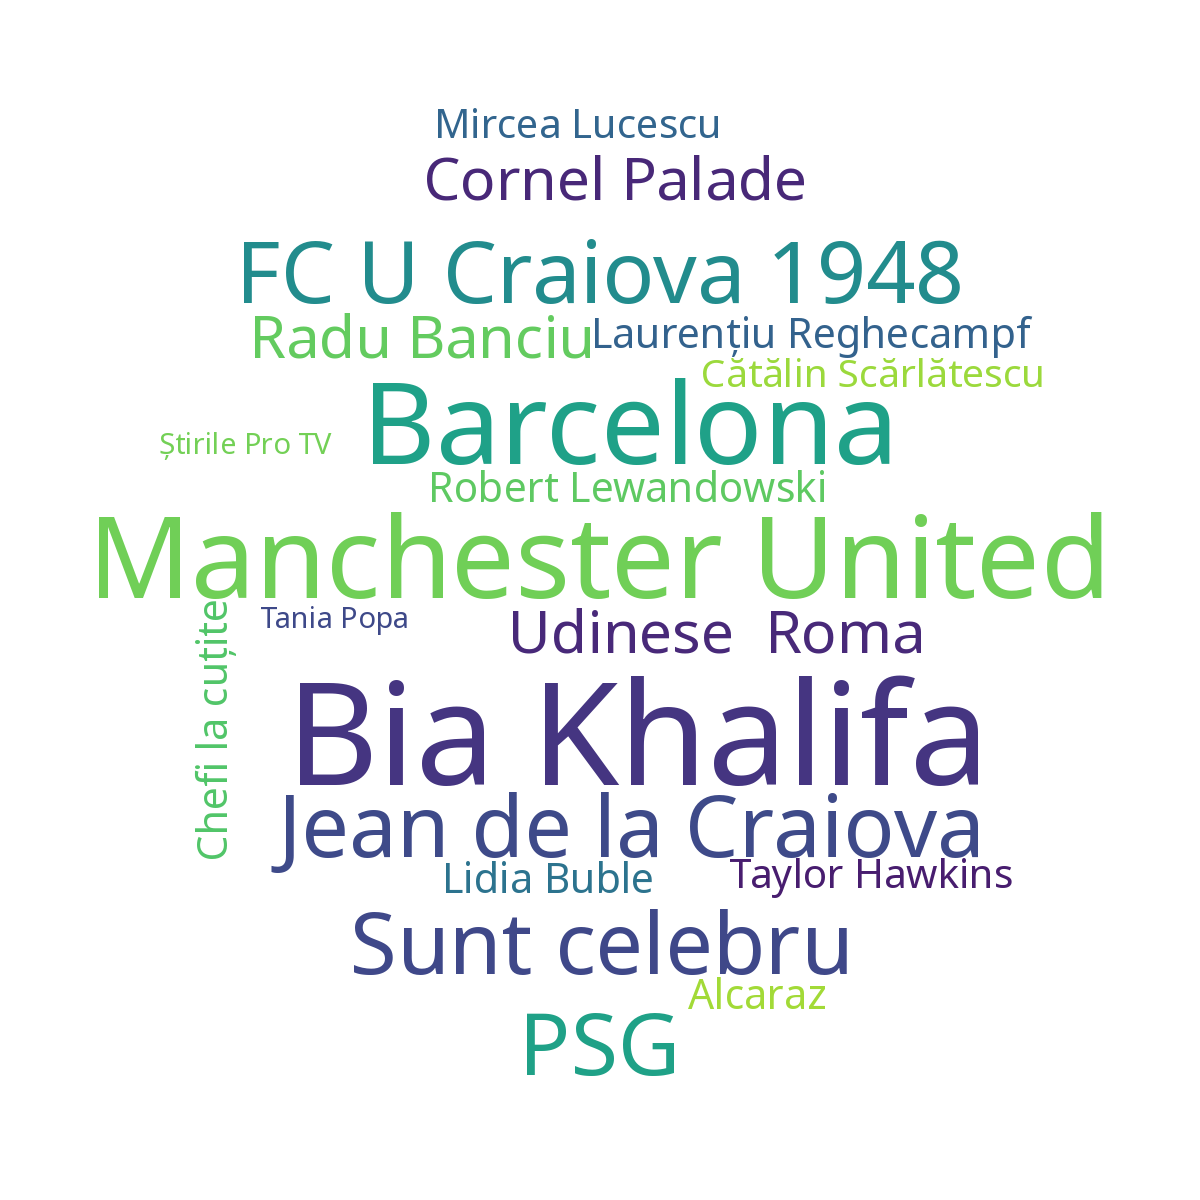 Mircea Lucescu
Cornel Palade
FC U Craiova 1948
Radu Banciu
Laurențiu Reghecampf
Cătălin Scărlătescu
Barcelona
Știrile Pro TV
Robert Lewandowski
Manchester United
Chefi la cuțite
Tania Popa
Udinese  Roma
Bia Khalifa
Jean de la Craiova
Lidia Buble
Taylor Hawkins
Sunt celebru
Alcaraz
PSG